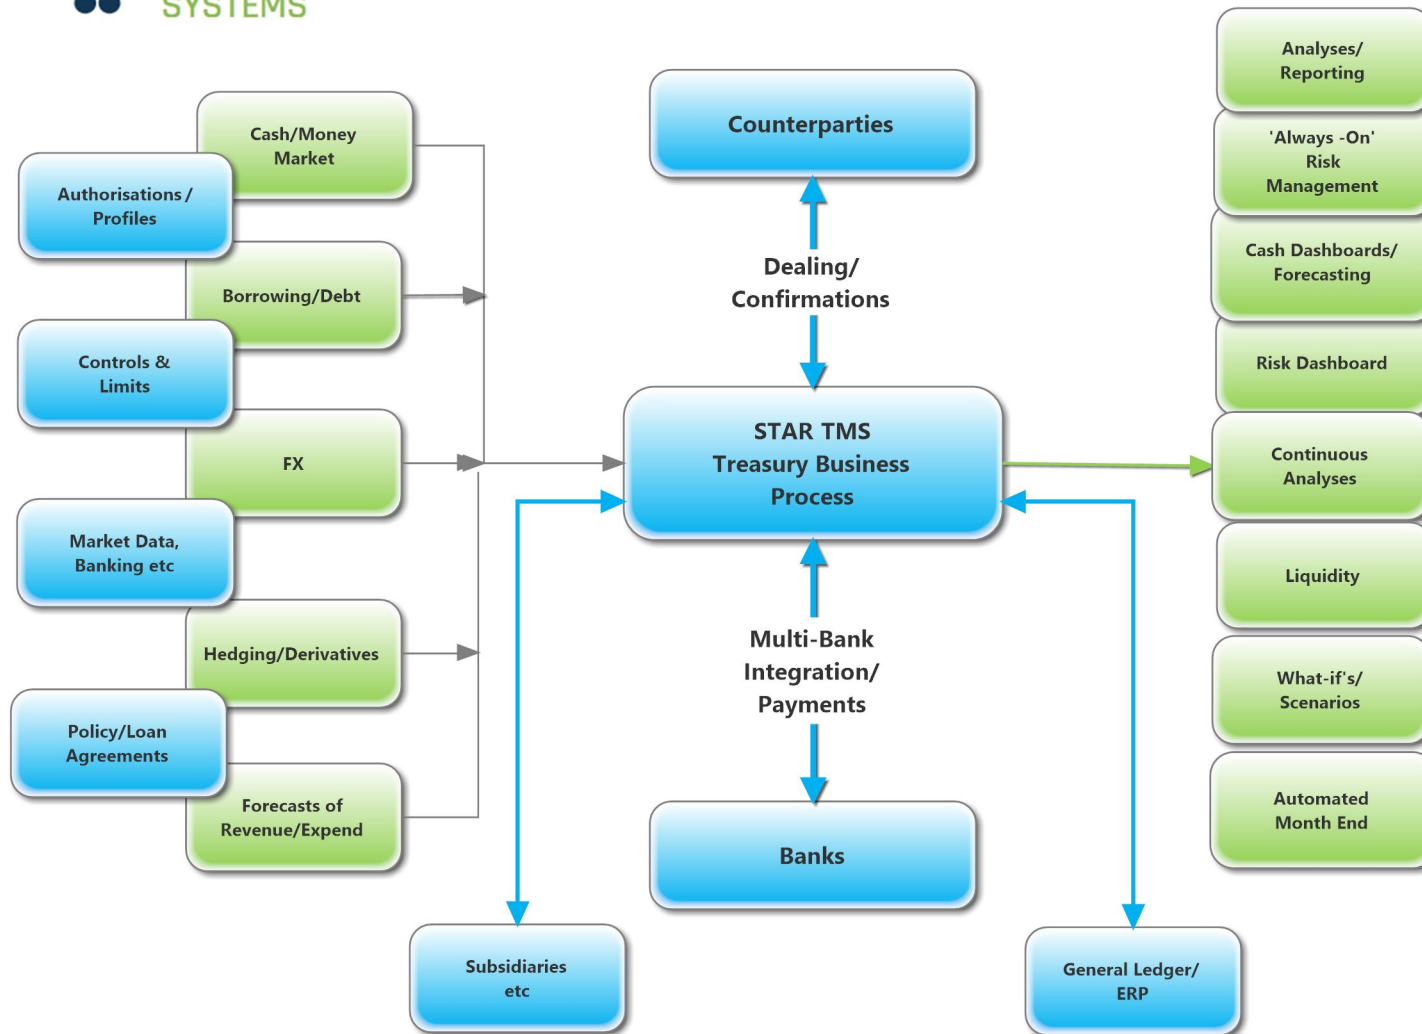 SYSTEMS
Cash/Money
Market
Authorisations /
Profiles
Borrowing/Debt
Controls &
Limits
FX
Market Data,
Banking etc
Hedging/Derivatives
Policy/Loan
Agreements
Forecasts of
Revenue/Expend
Counterparties
Dealing/
Confirmations
STAR TMS
Treasury Business
Process
Multi-Bank
Integration/
Payments
Banks
Subsidiaries
etc
General Ledger/
ERP
Analyses/
Reporting
'Always -On'
Risk
Management
Cash Dashboards/
Forecasting
Risk Dashboard
Continuous
Analyses
Liquidity
What-if's/
Scenarios
Automated
Month End